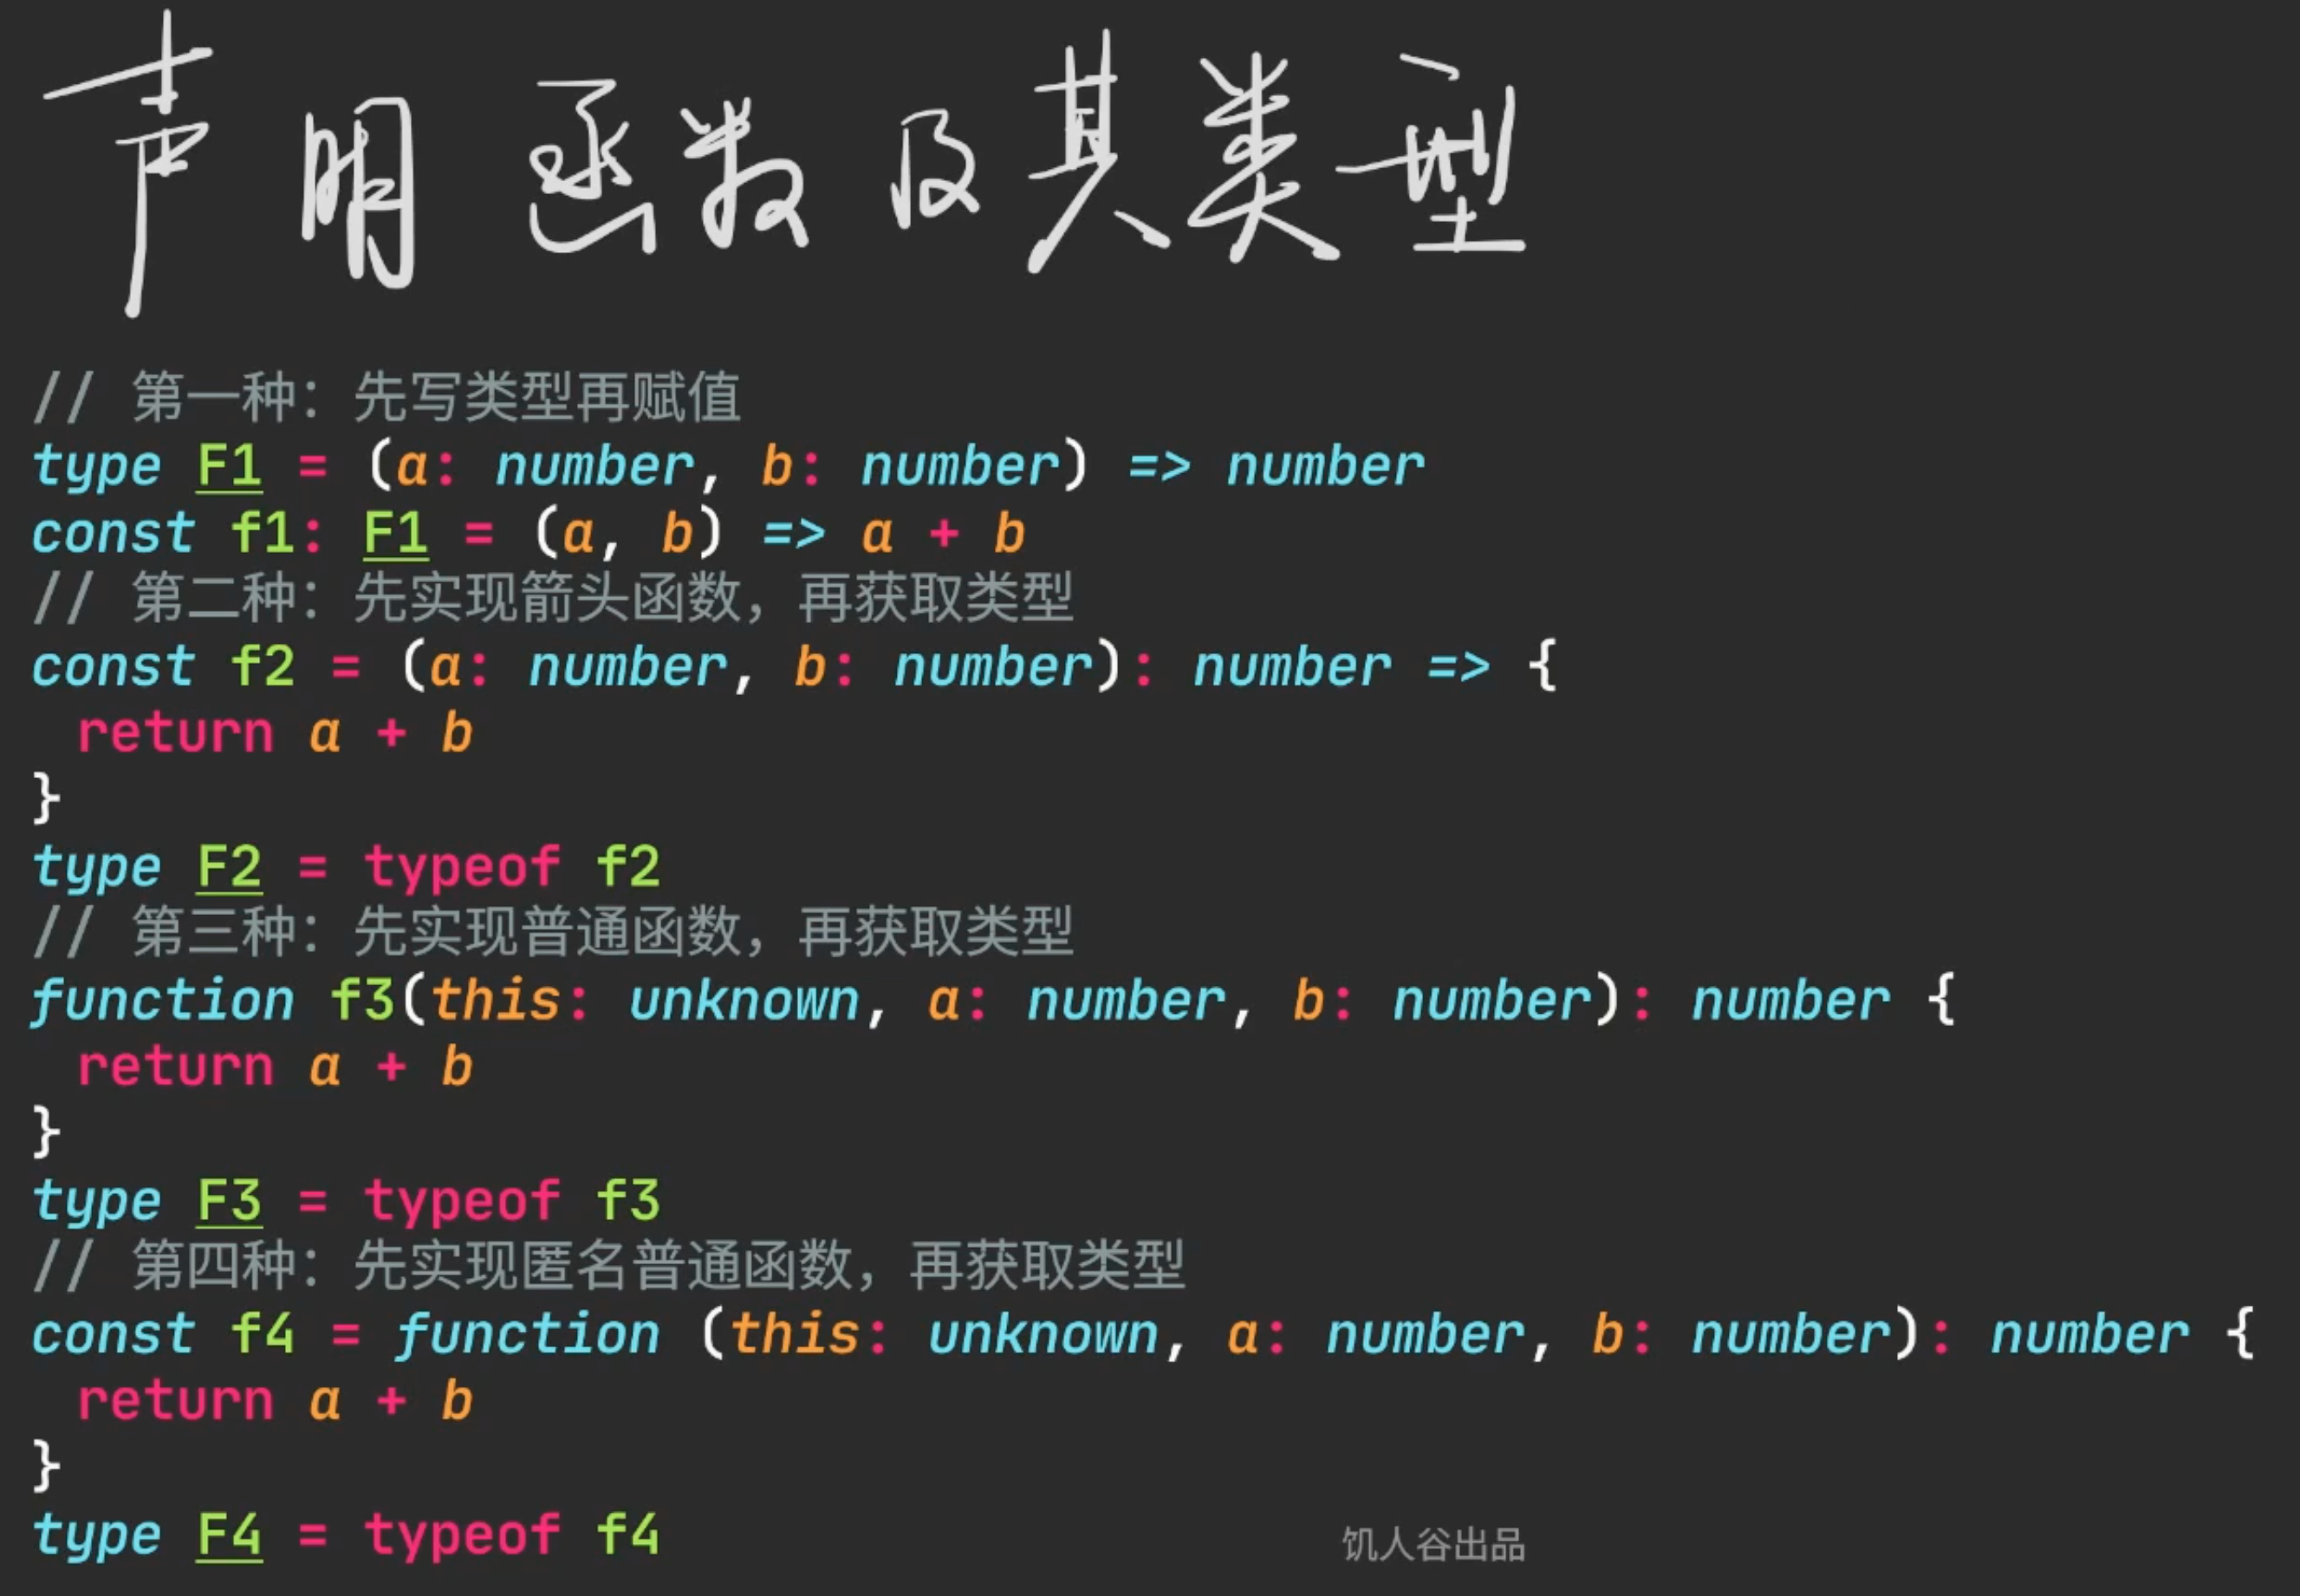 声明函数及其类型
// 第一种：先写类型再赋值
type F1 = (a: number, b: number) => number
const f1: F1 = (a, b) => a + b
// 第二种：先实现箭头函数，再获取类型
const f2 = (a: number, b: number): number => {
  return a + b
}
type F2 = typeof f2
// 第三种：先实现普通函数，再获取类型
function f3(this: unknown, a: number, b: number): number {
  return a + b
}
type F3 = typeof f3
// 第四种：先实现匿名普通函数，再获取类型
const f4 = function (this: unknown, a: number, b: number): number {
  return a + b
}
type F4 = typeof f4
饥人谷出品